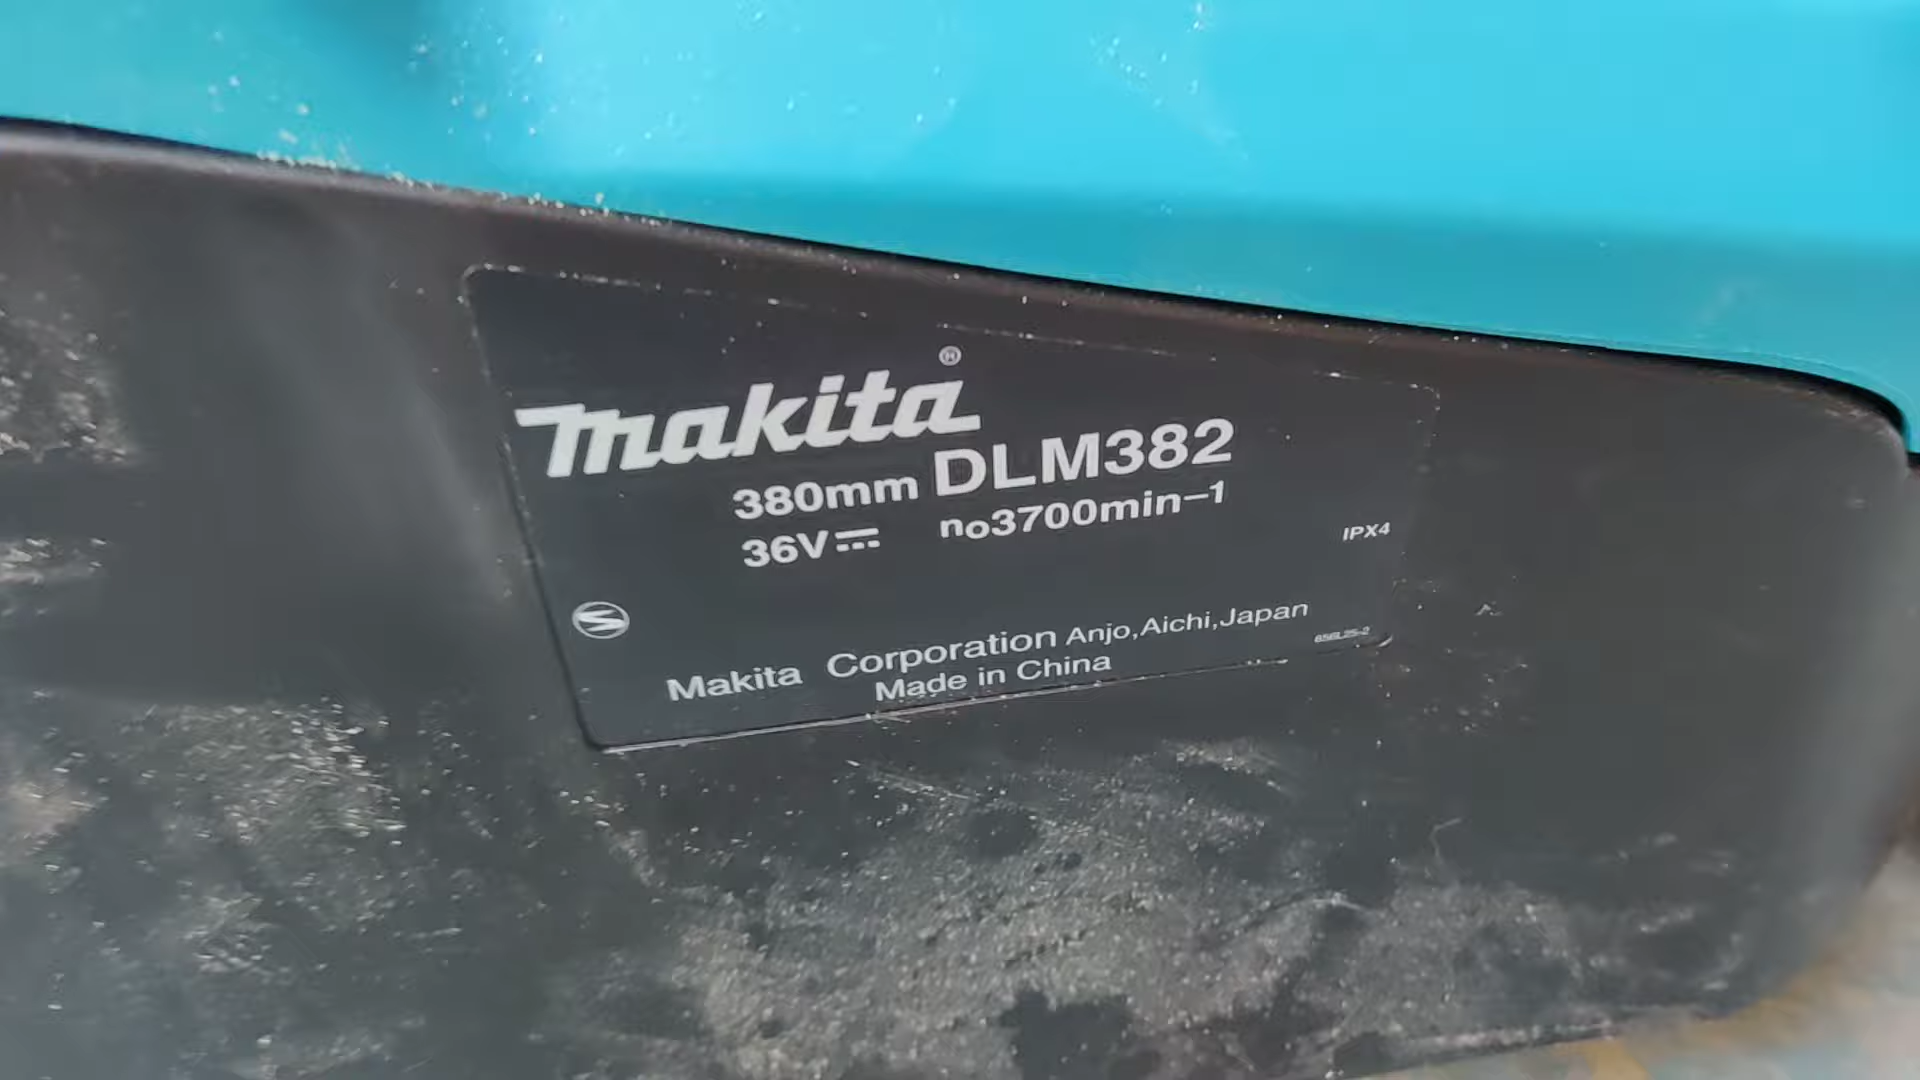 makita®
380mm DLM382
36V⎓ no3700min-1
IPX4
Makita Corporation Anjo,Aichi,Japan
Made in China